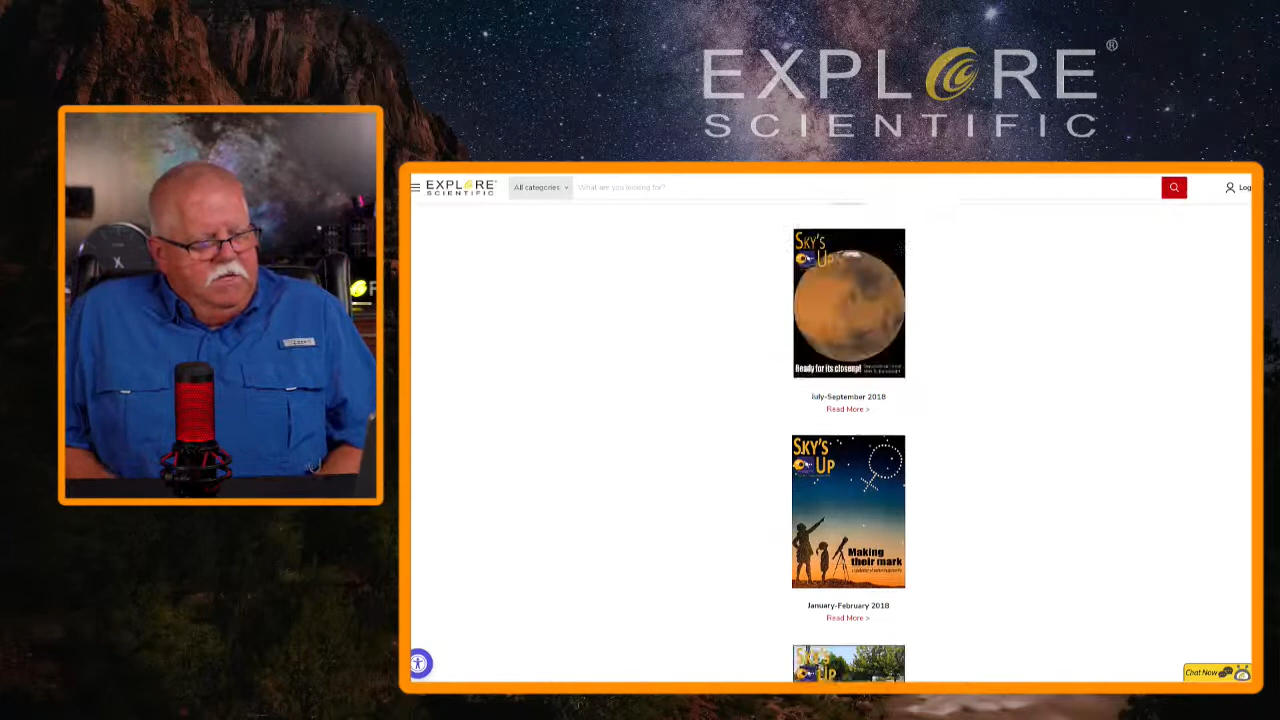 EXPLORE®
SCIENTIFIC
EXPLORE
SCIENTIFIC
All categories
What are you looking for?
Log
SKY'S
UP
Ready for its closeup!
July-September 2018
Read More >
SKY'S
UP
Making
their mark
January-February 2018
Read More >
SKY'S
UP
Chat Now
X